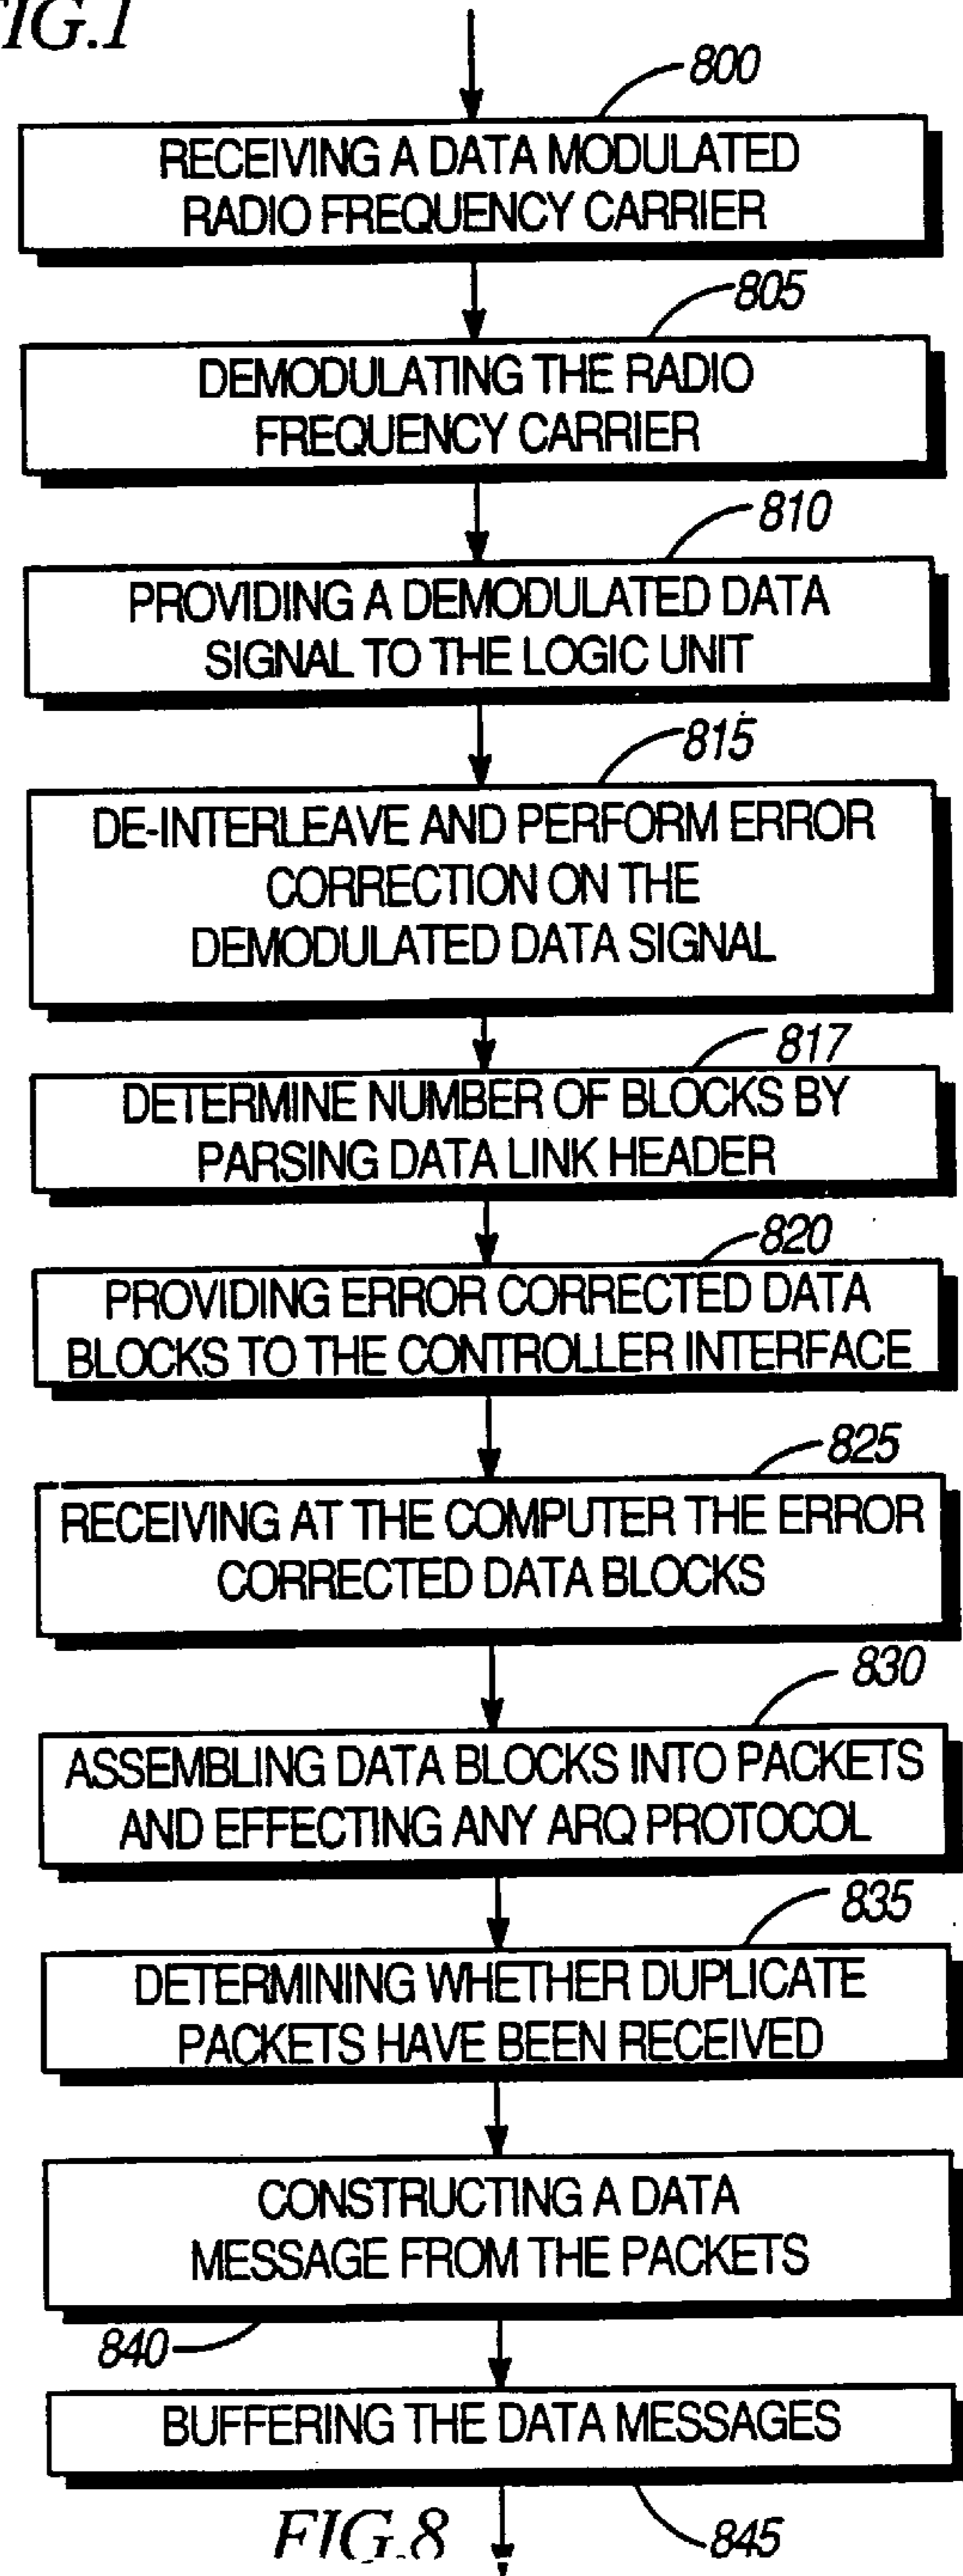 FIG.1
800
RECEIVING A DATA MODULATED
RADIO FREQUENCY CARRIER
805
DEMODULATING THE RADIO
FREQUENCY CARRIER
810
PROVIDING A DEMODULATED DATA
SIGNAL TO THE LOGIC UNIT
815
DE-INTERLEAVE AND PERFORM ERROR
CORRECTION ON THE
DEMODULATED DATA SIGNAL
817
DETERMINE NUMBER OF BLOCKS BY
PARSING DATA LINK HEADER
820
PROVIDING ERROR CORRECTED DATA
BLOCKS TO THE CONTROLLER INTERFACE
825
RECEIVING AT THE COMPUTER THE ERROR
CORRECTED DATA BLOCKS
830
ASSEMBLING DATA BLOCKS INTO PACKETS
AND EFFECTING ANY ARQ PROTOCOL
835
DETERMINING WHETHER DUPLICATE
PACKETS HAVE BEEN RECEIVED
CONSTRUCTING A DATA
MESSAGE FROM THE PACKETS
840
BUFFERING THE DATA MESSAGES
845
FIG.8